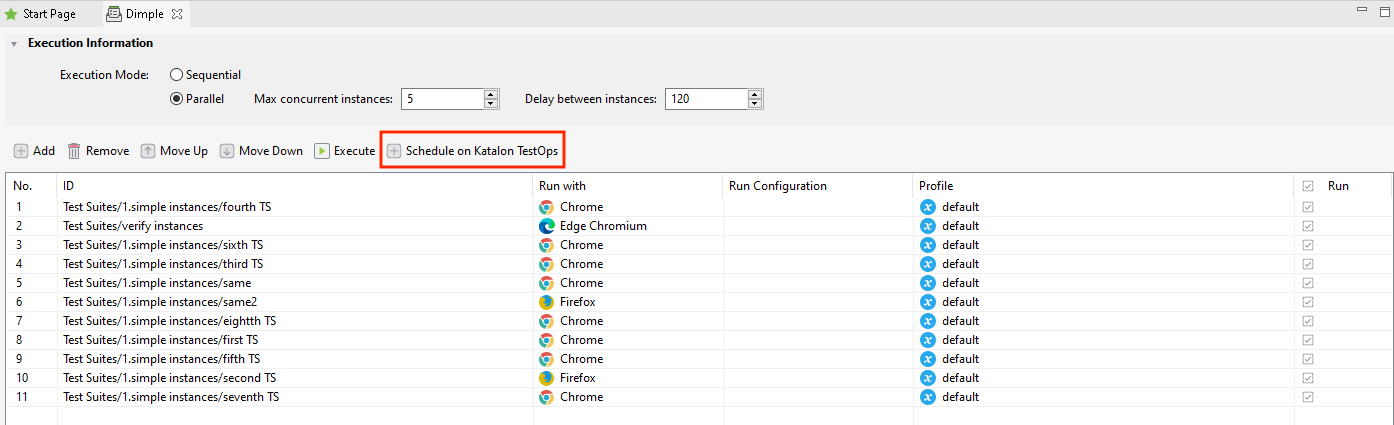 Start Page Dimple
Execution Information
Execution Mode: Sequential
Parallel Max concurrent instances: 5 Delay between instances: 120
Add Remove Move Up Move Down Execute Schedule on Katalon TestOps
No. ID Run with Run Configuration Profile Run
1 Test Suites/1.simple instances/fourth TS Chrome x default
2 Test Suites/verify instances Edge Chromium x default
3 Test Suites/1.simple instances/sixth TS Chrome x default
4 Test Suites/1.simple instances/third TS Chrome x default
5 Test Suites/1.simple instances/same Chrome x default
6 Test Suites/1.simple instances/same2 Firefox x default
7 Test Suites/1.simple instances/eightth TS Chrome x default
8 Test Suites/1.simple instances/first TS Chrome x default
9 Test Suites/1.simple instances/fifth TS Chrome x default
10 Test Suites/1.simple instances/second TS Firefox x default
11 Test Suites/1.simple instances/seventh TS Chrome x default